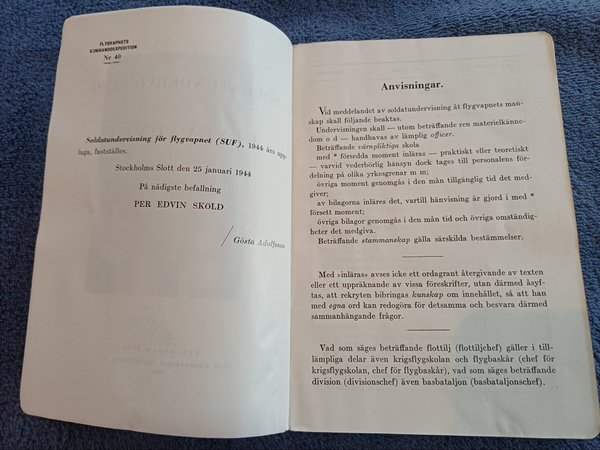 FLYGVAPNETS
KOMMANDOEXPEDITION
Nr 40
Soldatundervisning för flygvapnet (SUF), 1944 års upp-
laga, fastställes.
Stockholms Slott den 25 januari 1944
På nådigste befallning
PER EDVIN SKÖLD
Gösta Adolfsson.
Anvisningar.
Vid meddelandet av soldatundervisning åt flygvapnets man-
skap skall följande beaktas.
Undervisningen skall — utom beträffande ren materielkänne-
dom o d — handhavas av lämplig officer.
Beträffande värnpliktiga skola
med * försedda moment inläras — praktiskt eller teoretiskt
— varvid vederbörlig hänsyn dock tages till personalens för-
delning på olika yrkesgrenar m m;
övriga moment genomgås i den mån tillgänglig tid det med-
giver;
av bilagorna inläres det, vartill hänvisning är gjord i med *
försett moment;
övriga bilagor genomgås i den mån tid och övriga omständig-
heter det medgiva.
Beträffande stammanskap gälla särskilda bestämmelser.
Med »inläras» avses icke ett ordagrant återgivande av texten
eller ett uppräknande av vissa föreskrifter, utan därmed åsyf-
tas, att rekryten bibringas kunskap om innehållet, så att han
med egna ord kan redogöra för detsamma och besvara därmed
sammanhängande frågor.
Vad som säges beträffande flottilj (flottiljchef) gäller i till-
lämpliga delar även krigsflygskolan och flygbaskår (chef för
krigsflygskolan, chef för flygbaskår), vad som säges beträffande
division (divisionschef) även basbataljon (basbataljonschef).